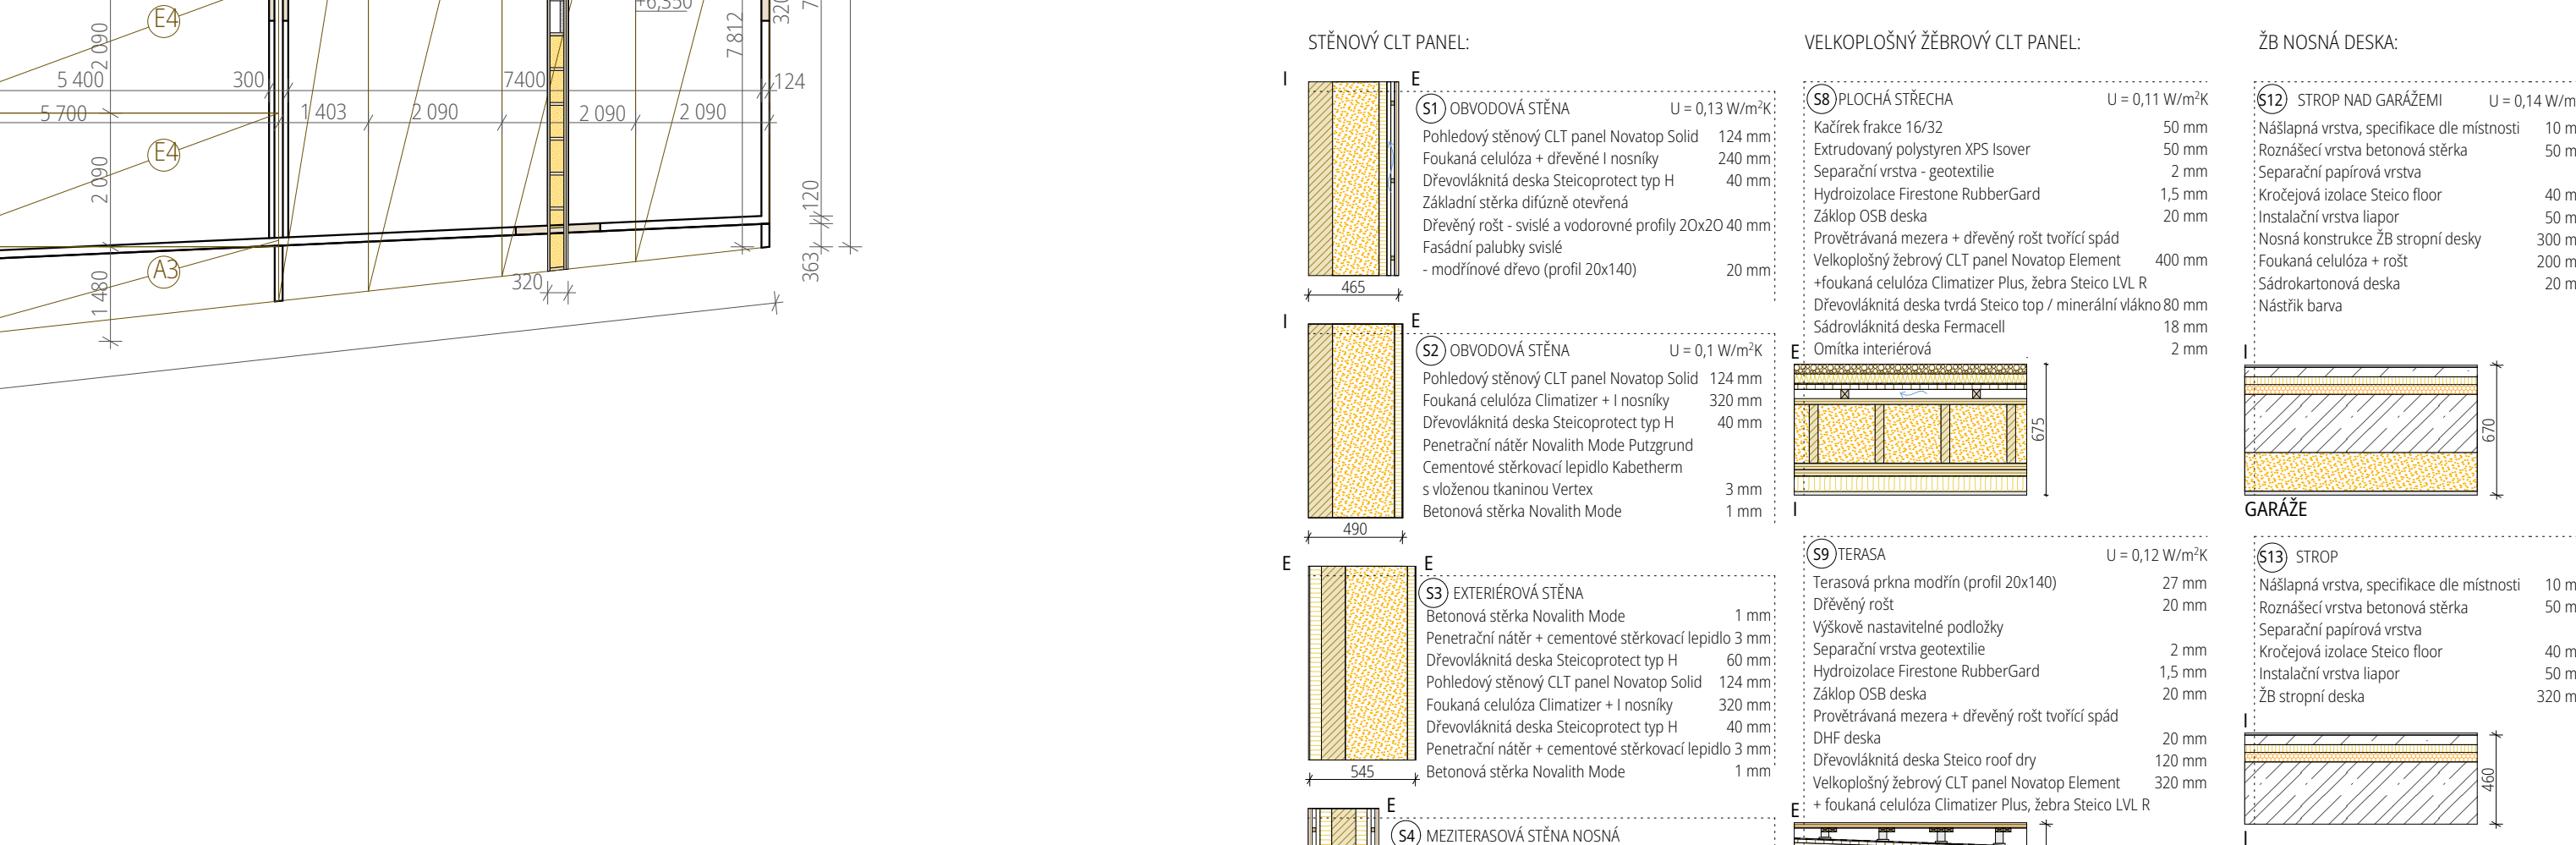 E4
2 090
5 400
300
7400
124
5 700
1 403
2 090
2 090
2 090
E4
2 090
A3
1 480
320
363
120
7 812
+6,350
320
STĚNOVÝ CLT PANEL:
I
E
S1 OBVODOVÁ STĚNA U = 0,13 W/m²K
Pohledový stěnový CLT panel Novatop Solid 124 mm
Foukaná celulóza + dřevěné I nosníky 240 mm
Dřevovláknitá deska Steicoprotect typ H 40 mm
Základní stěrka difúzně otevřená
Dřevěný rošt - svislé a vodorovné profily 2Ox2O 40 mm
Fasádní palubky svislé
- modřínové dřevo (profil 20x140) 20 mm
465
I
E
S2 OBVODOVÁ STĚNA U = 0,1 W/m²K
Pohledový stěnový CLT panel Novatop Solid 124 mm
Foukaná celulóza Climatizer + I nosníky 320 mm
Dřevovláknitá deska Steicoprotect typ H 40 mm
Penetrační nátěr Novalith Mode Putzgrund
Cementové stěrkovací lepidlo Kabetherm
s vloženou tkaninou Vertex 3 mm
Betonová stěrka Novalith Mode 1 mm
490
E
E
S3 EXTERIÉROVÁ STĚNA
Betonová stěrka Novalith Mode 1 mm
Penetrační nátěr + cementové stěrkovací lepidlo 3 mm
Dřevovláknitá deska Steicoprotect typ H 60 mm
Pohledový stěnový CLT panel Novatop Solid 124 mm
Foukaná celulóza Climatizer + I nosníky 320 mm
Dřevovláknitá deska Steicoprotect typ H 40 mm
Penetrační nátěr + cementové stěrkovací lepidlo 3 mm
Betonová stěrka Novalith Mode 1 mm
545
E
S4 MEZITERASOVÁ STĚNA NOSNÁ
VELKOPLOŠNÝ ŽĚBROVÝ CLT PANEL:
S8 PLOCHÁ STŘECHA U = 0,11 W/m²K
Kačírek frakce 16/32 50 mm
Extrudovaný polystyren XPS Isover 50 mm
Separační vrstva - geotextilie 2 mm
Hydroizolace Firestone RubberGard 1,5 mm
Záklop OSB deska 20 mm
Provětrávaná mezera + dřevěný rošt tvořící spád
Velkoplošný žebrový CLT panel Novatop Element 400 mm
+foukaná celulóza Climatizer Plus, žebra Steico LVL R
Dřevovláknitá deska tvrdá Steico top / minerální vlákno 80 mm
Sádrovláknitá deska Fermacell 18 mm
Omítka interiérová 2 mm
E
675
I
S9 TERASA U = 0,12 W/m²K
Terasová prkna modřín (profil 20x140) 27 mm
Dřěvěný rošt 20 mm
Výškově nastavitelné podložky
Separační vrstva geotextilie 2 mm
Hydroizolace Firestone RubberGard 1,5 mm
Záklop OSB deska 20 mm
Provětrávaná mezera + dřevěný rošt tvořící spád
DHF deska 20 mm
Dřevovláknitá deska Steico roof dry 120 mm
Velkoplošný žebrový CLT panel Novatop Element 320 mm
+ foukaná celulóza Climatizer Plus, žebra Steico LVL R
E
ŽB NOSNÁ DESKA:
S12 STROP NAD GARÁŽEMI U = 0,14 W/m
Nášlapná vrstva, specifikace dle místnosti 10 m
Roznášecí vrstva betonová stěrka 50 m
Separační papírová vrstva
Kročejová izolace Steico floor 40 m
Instalační vrstva liapor 50 m
Nosná konstrukce ŽB stropní desky 300 m
Foukaná celulóza + rošt 200 m
Sádrokartonová deska 20 m
Nástřik barva
I
670
GARÁŽE
S13 STROP
Nášlapná vrstva, specifikace dle místnosti 10 m
Roznášecí vrstva betonová stěrka 50 m
Separační papírová vrstva
Kročejová izolace Steico floor 40 m
Instalační vrstva liapor 50 m
ŽB stropní deska 320 m
I
460
I